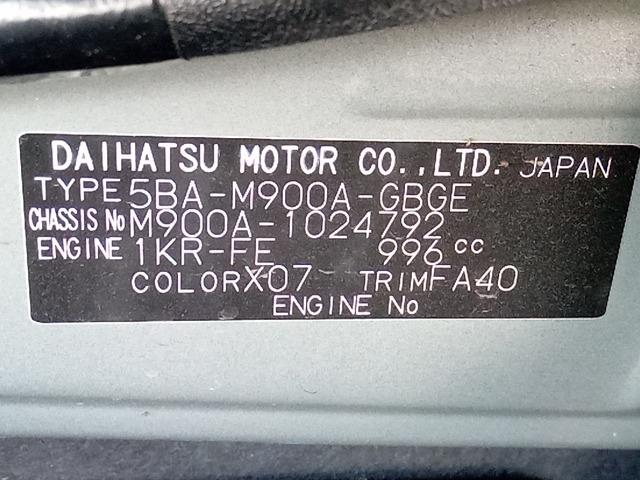 DAIHATSU MOTOR CO.,LTD. JAPAN
TYPE 5BA-M900A-GBGE
CHASSIS No M900A-1024792
ENGINE 1KR-FE 996 cc
COLOR X07 TRIM FA40
ENGINE No